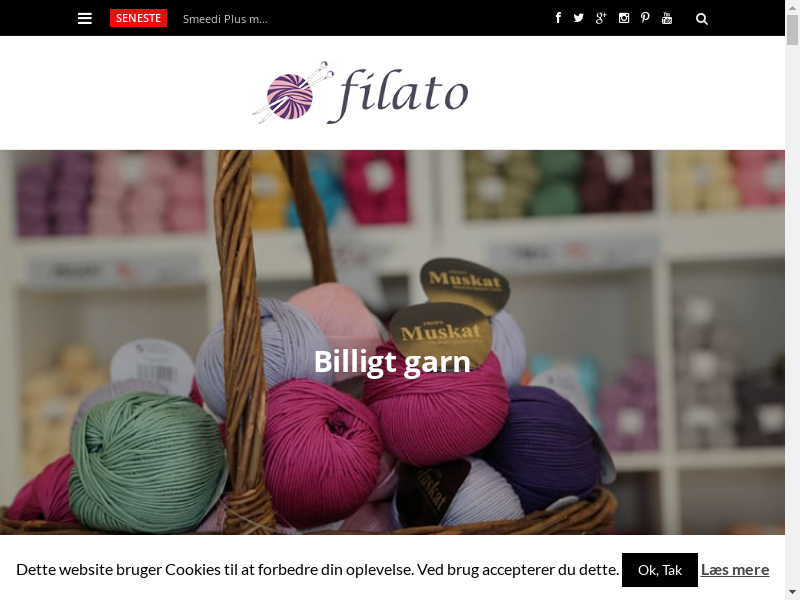 SENESTE
Smeedi Plus m...
filato
Muskat
Muskat
Billigt garn
Muskat
Dette website bruger Cookies til at forbedre din oplevelse. Ved brug accepterer du dette. Ok, Tak Læs mere